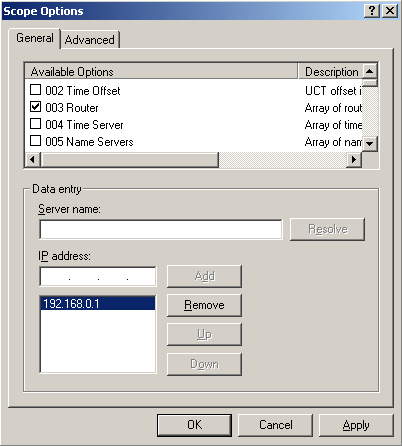 Scope Options
General Advanced
Available Options Description
002 Time Offset UCT offset i
003 Router Array of rout
004 Time Server Array of time
005 Name Servers Array of nam
Data entry
Server name:
Resolve
IP address:
. . . Add
192.168.0.1 Remove
Up
Down
OK Cancel Apply